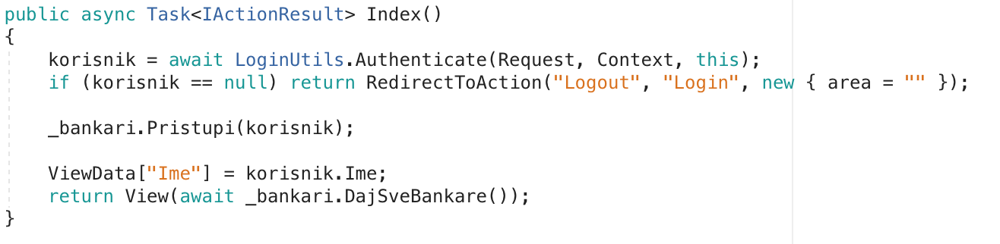 public async Task<IActionResult> Index()
{
    korisnik = await LoginUtils.Authenticate(Request, Context, this);
    if (korisnik == null) return RedirectToAction("Logout", "Login", new { area = "" });

    _bankari.Pristupi(korisnik);

    ViewData["Ime"] = korisnik.Ime;
    return View(await _bankari.DajSveBankare());
}